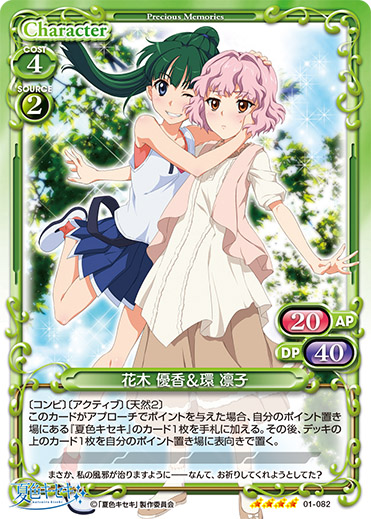 Precious Memories
Character
COST
4
SOURCE
2
20 AP
DP 40
花木 優香&環 凛子
〔コンビ〕〔アクティブ〕〔天然2〕
このカードがアプローチでポイントを与えた場合、自分のポイント置き
場にある「夏色キセキ」のカード1枚を手札に加える。その後、デッキの
上のカード1枚を自分のポイント置き場に表向きで置く。
まさか、私の風邪が治りますように――なんて、お祈りしてくれようとしてた?
夏色キセキ
©「夏色キセキ」製作委員会
★★★★ 01-082